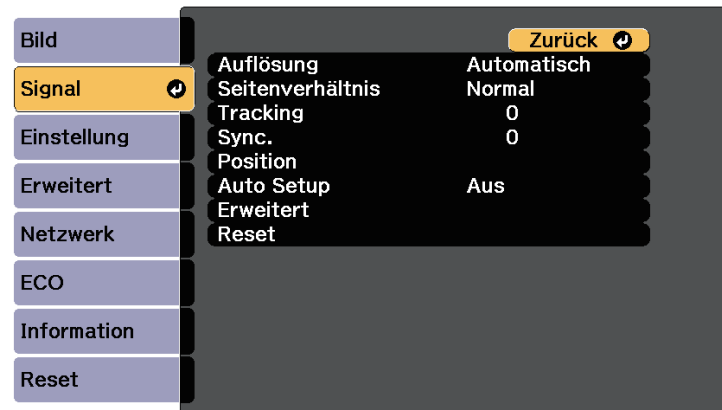 Bild
Signal
Einstellung
Erweitert
Netzwerk
ECO
Information
Reset
Zurück
Auflösung Automatisch
Seitenverhältnis Normal
Tracking 0
Sync. 0
Position
Auto Setup Aus
Erweitert
Reset